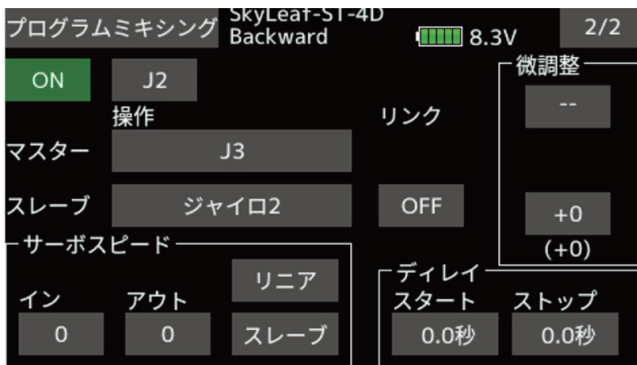 プログラムミキシング
SkyLeaf-ST-4D
Backward
8.3V
2/2
ON
J2
微調整
--
操作
リンク
マスター
J3
スレーブ
ジャイロ2
OFF
+0
(+0)
サーボスピード
リニア
ディレイ
イン
アウト
スタート
ストップ
0
0
スレーブ
0.0秒
0.0秒